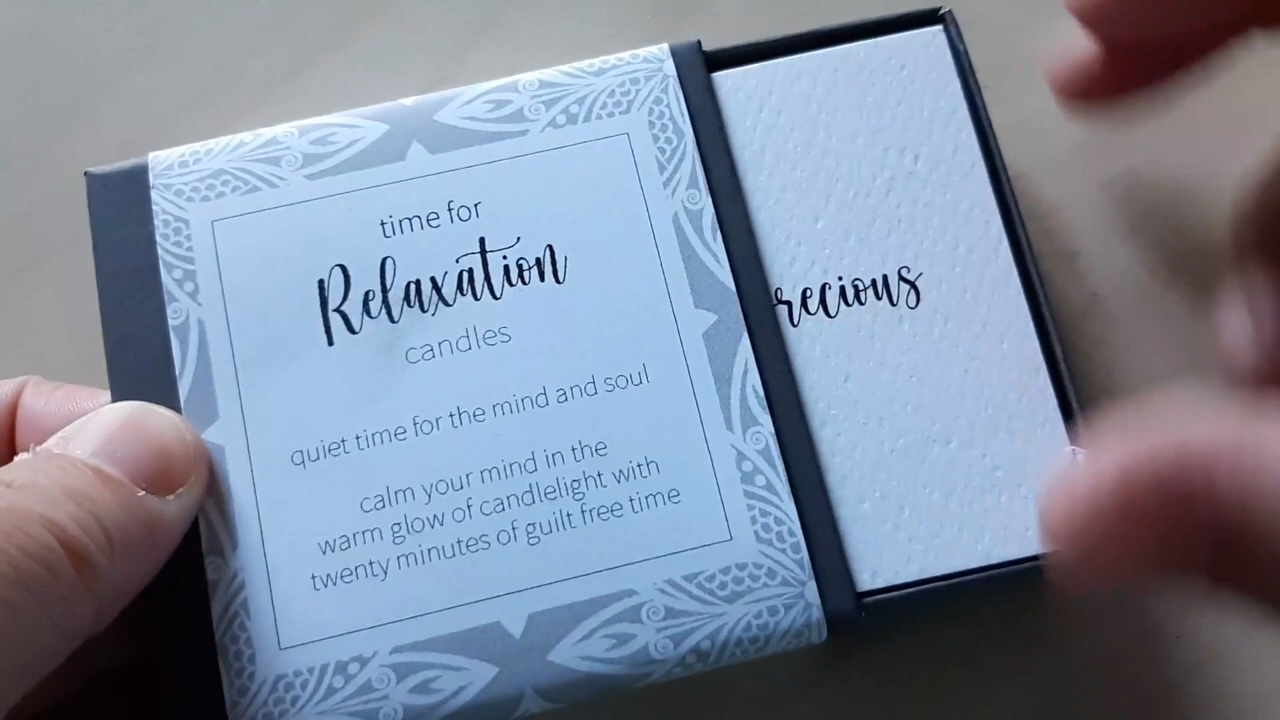 time for
Relaxation
candles
quiet time for the mind and soul
calm your mind in the
warm glow of candlelight with
twenty minutes of guilt free time
recious